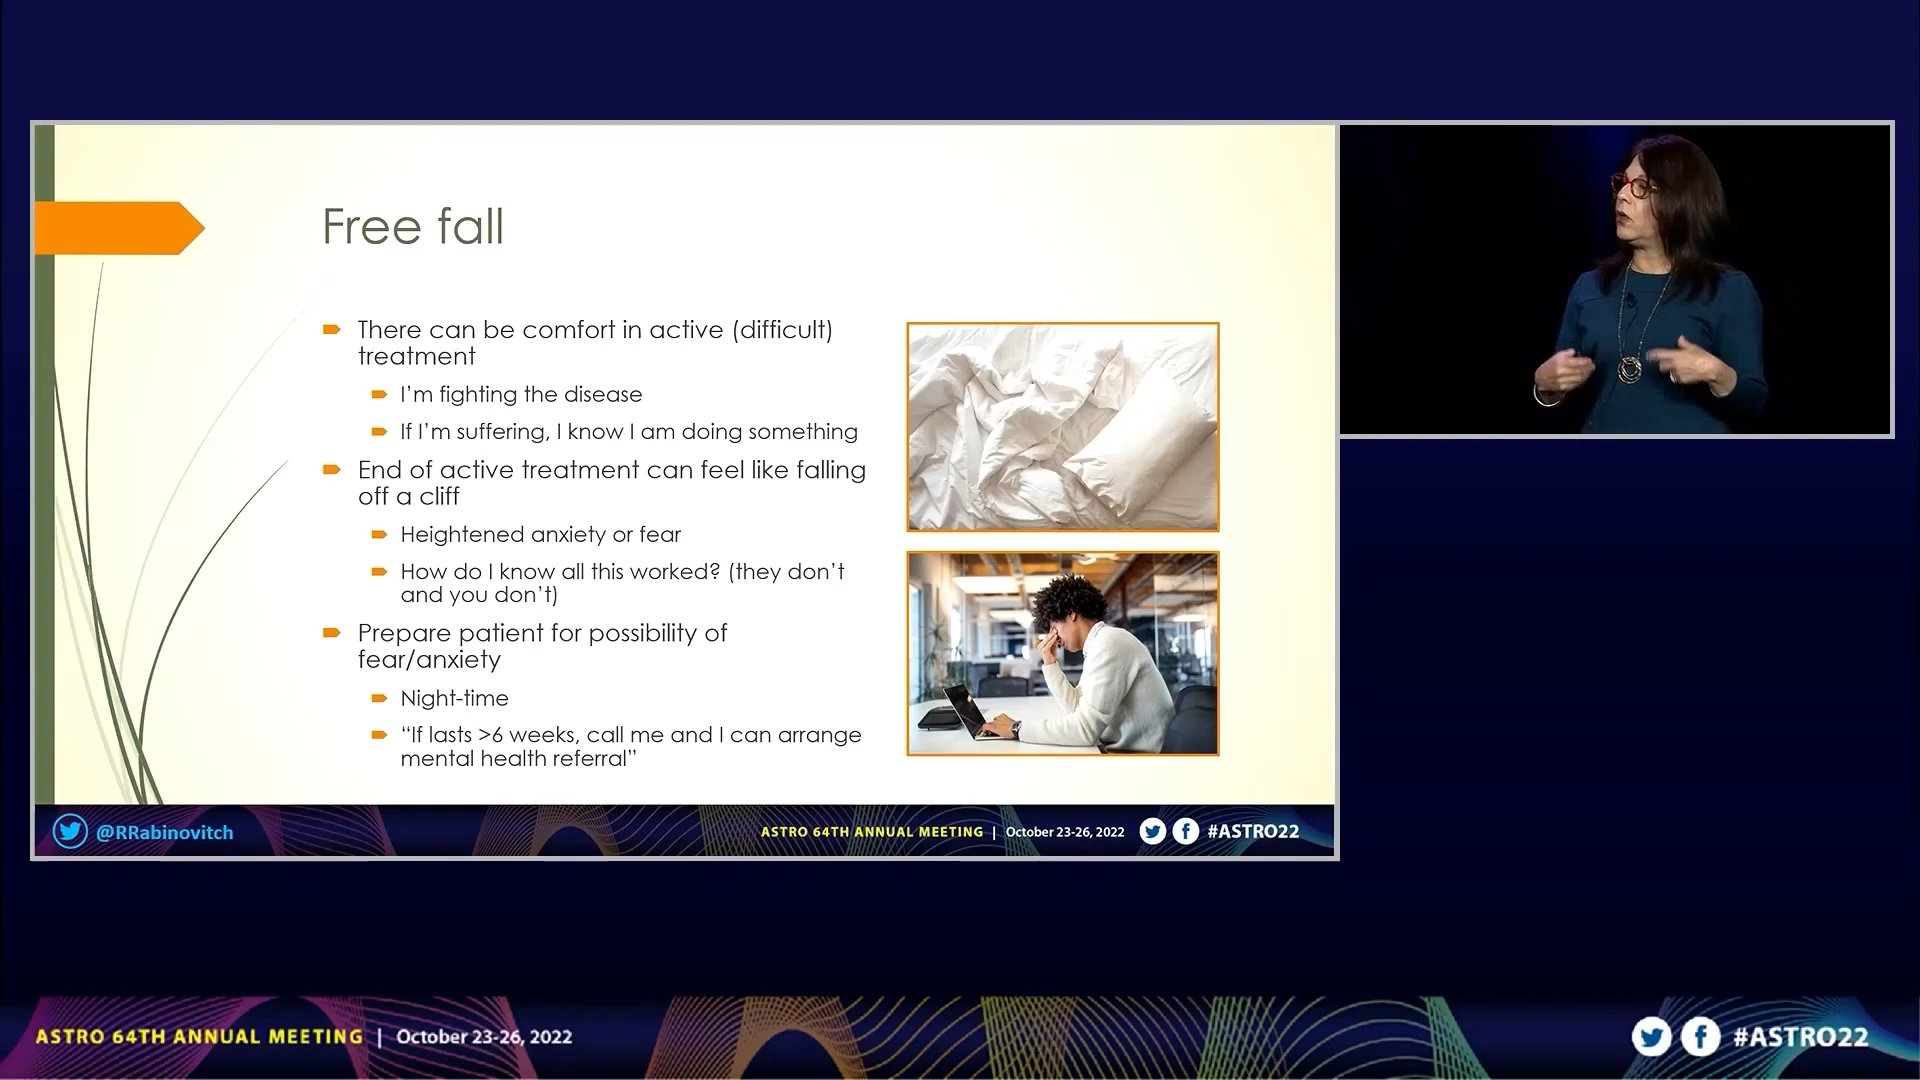 Free fall
There can be comfort in active (difficult)
treatment
I'm fighting the disease
If I'm suffering, I know I am doing something
End of active treatment can feel like falling
off a cliff
Heightened anxiety or fear
How do I know all this worked? (they don't
and you don't)
Prepare patient for possibility of
fear/anxiety
Night-time
“If lasts >6 weeks, call me and I can arrange
mental health referral”
@RRabinovitch
ASTRO 64TH ANNUAL MEETING | October 23-26, 2022
#ASTRO22
ASTRO 64TH ANNUAL MEETING | October 23-26, 2022
#ASTRO22